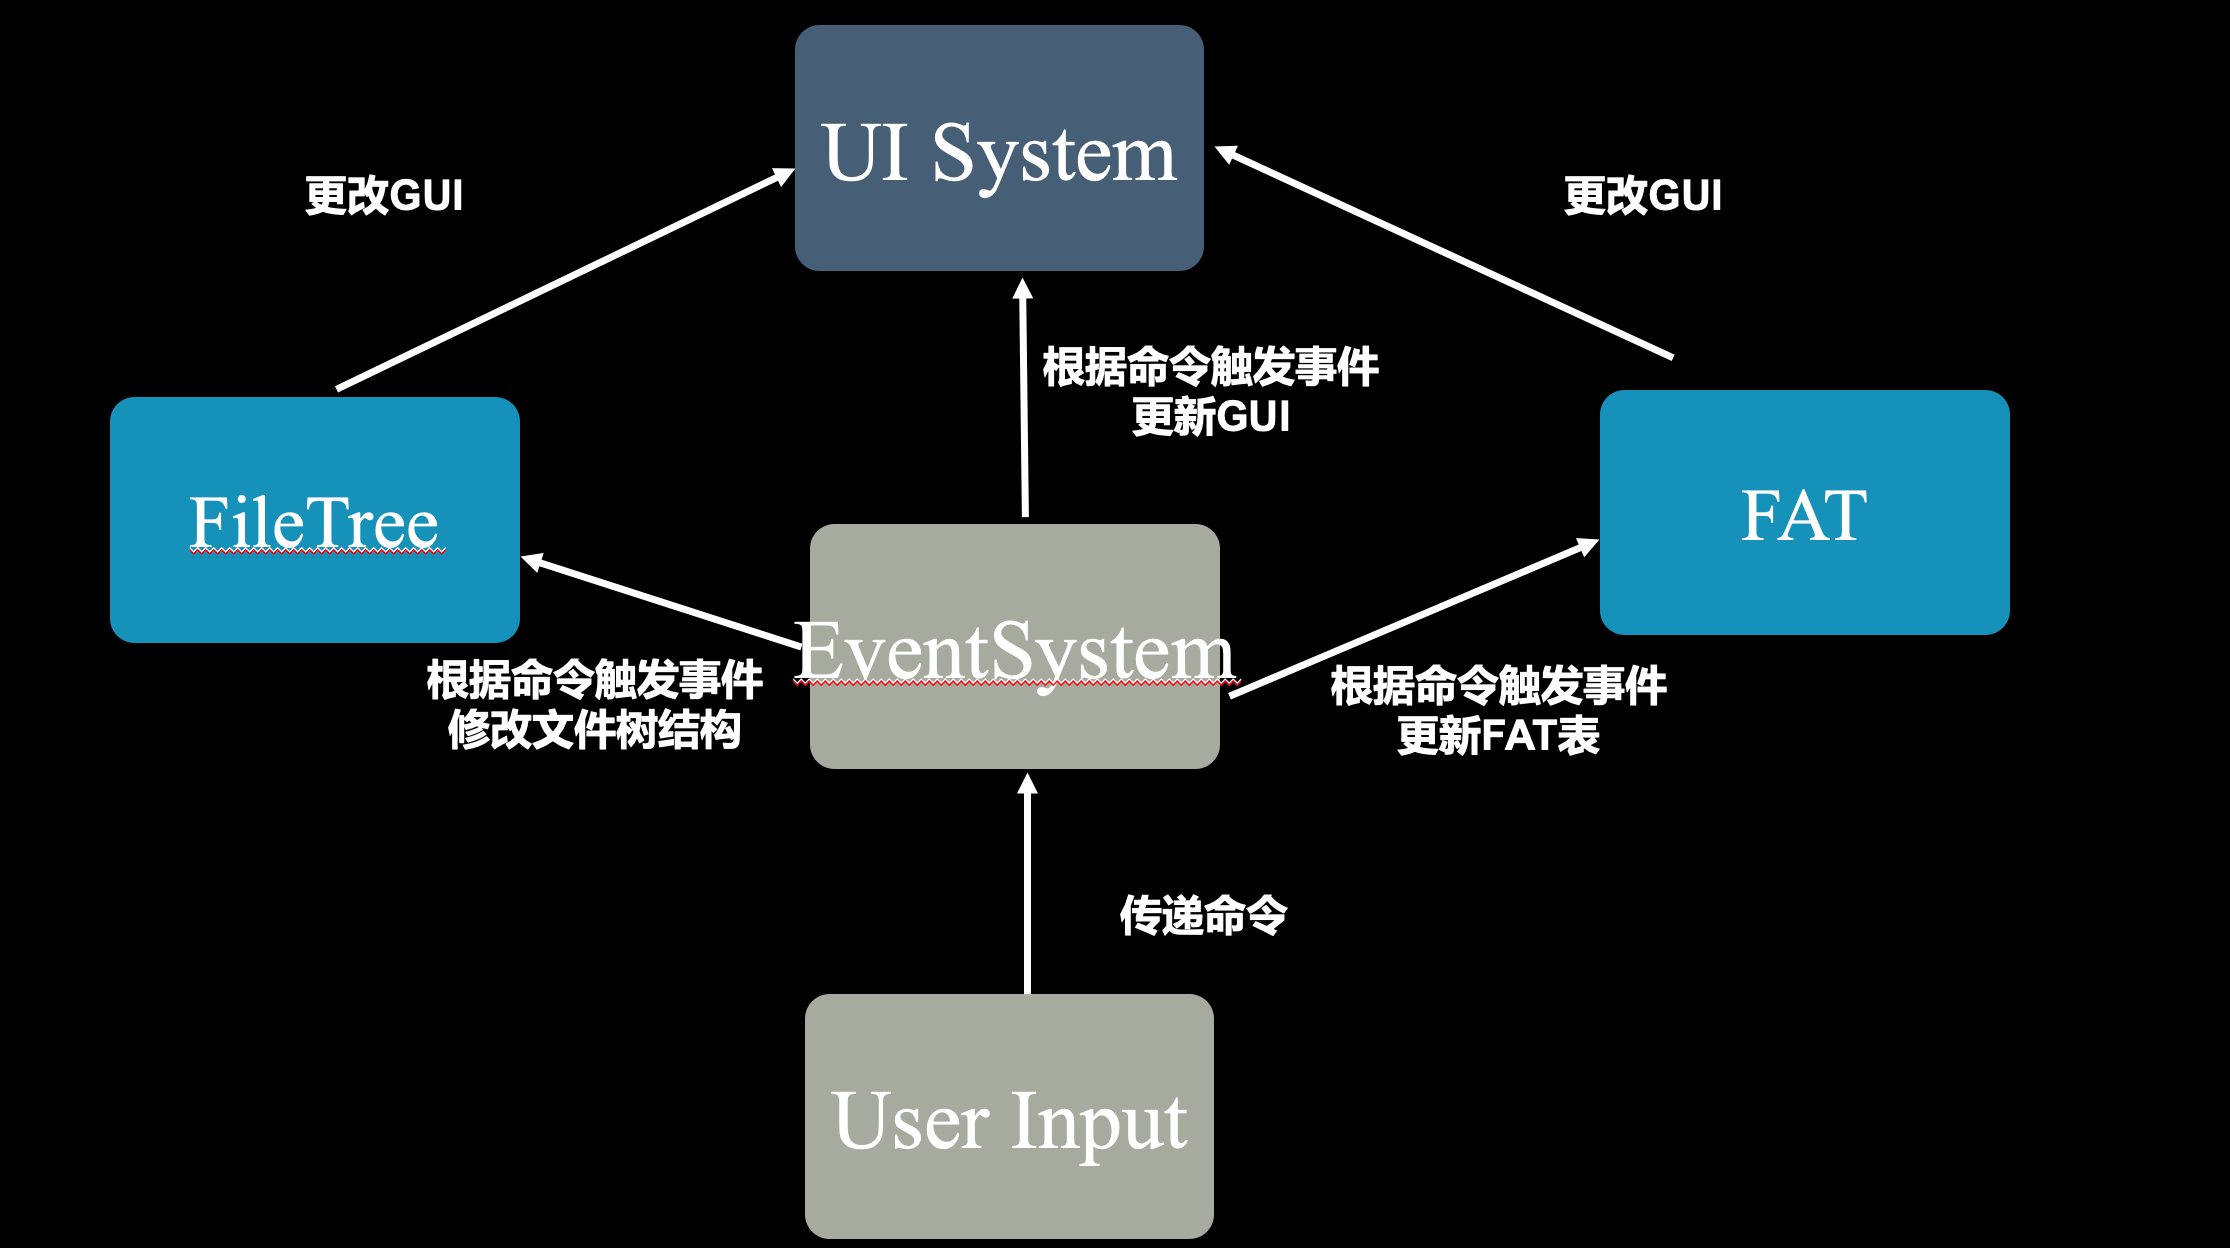 UI System
更改GUI
更改GUI
根据命令触发事件
更新GUI
FileTree
FAT
EventSystem
根据命令触发事件
修改文件树结构
根据命令触发事件
更新FAT表
传递命令
User Input